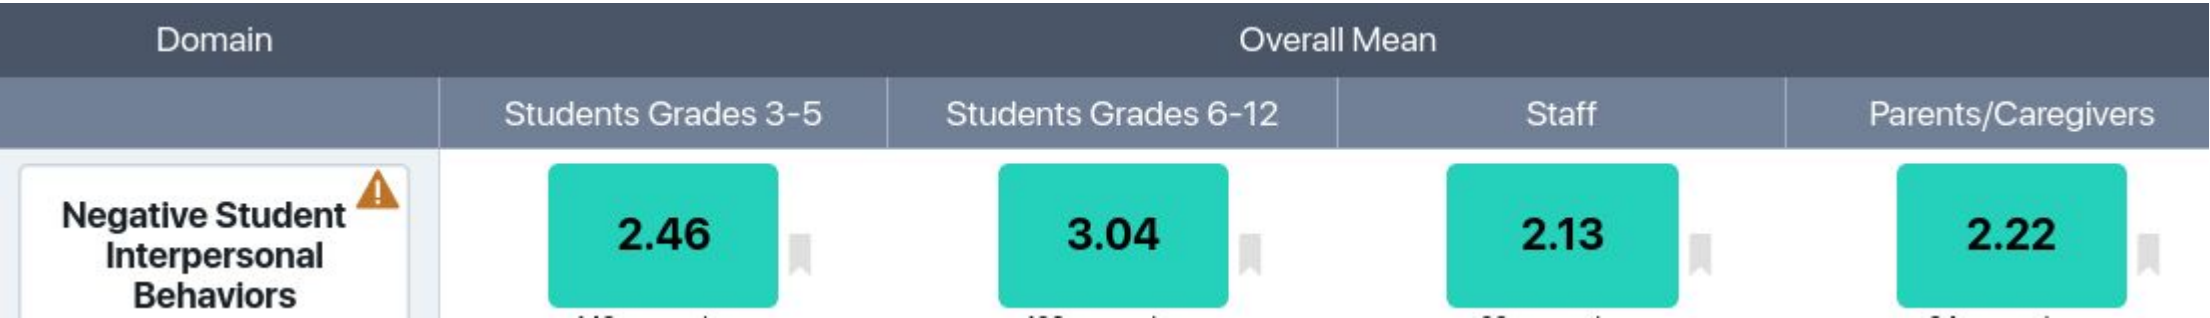 Domain
Overall Mean
Students Grades 3-5
Students Grades 6-12
Staff
Parents/Caregivers
Negative Student
Interpersonal
Behaviors
2.46
3.04
2.13
2.22